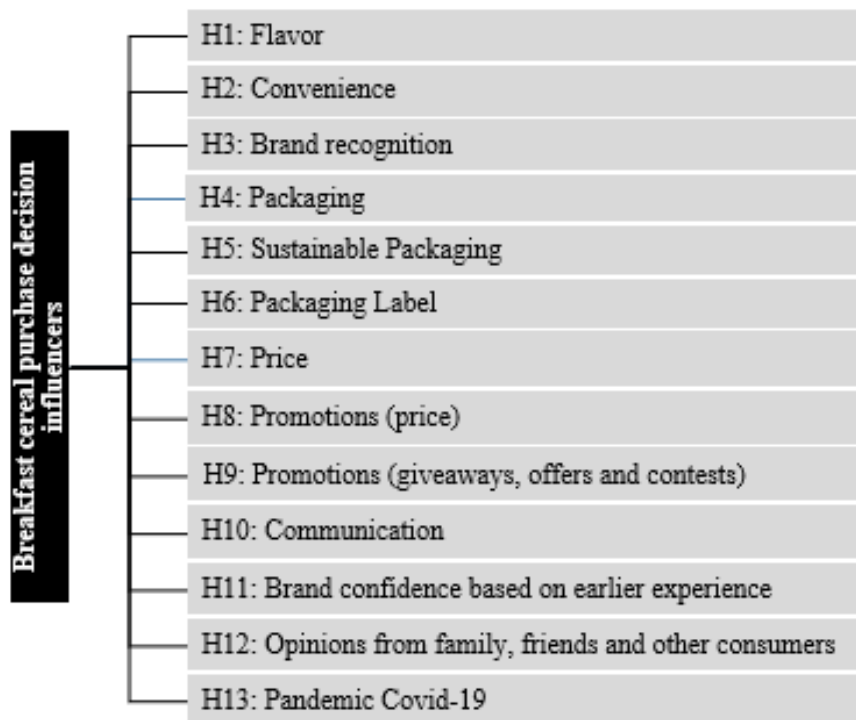 Breakfast cereal purchase decision
influencers
H1: Flavor
H2: Convenience
H3: Brand recognition
H4: Packaging
H5: Sustainable Packaging
H6: Packaging Label
H7: Price
H8: Promotions (price)
H9: Promotions (giveaways, offers and contests)
H10: Communication
H11: Brand confidence based on earlier experience
H12: Opinions from family, friends and other consumers
H13: Pandemic Covid-19